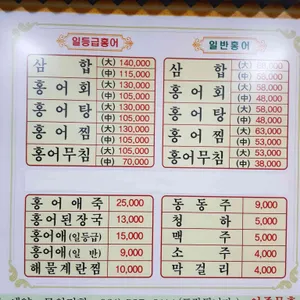 일등급홍어
삼 합 (大) 140,000
(中) 115,000
홍 어 회 (大) 130,000
(中) 105,000
홍 어 탕 (大) 130,000
(中) 105,000
홍 어 찜 (大) 130,000
(中) 105,000
홍어무침 (大) 105,000
(中) 70,000
일반홍어
삼 합 (大)
(中)
홍 어 회 (大) 58,000
(中) 48,000
홍 어 탕 (大) 58,000
(中) 48,000
홍 어 찜 (大) 63,000
(中) 53,000
홍어무침 (大) 53,000
(中) 38,000
홍 어 애 죽 25,000
홍어된장국 13,000
홍어애(일등급) 15,000
홍어애(일 반) 9,000
해물계란찜 10,000
동 동 주 9,000
청 하 5,000
맥 주 5,000
소 주 4,000
막 걸 리 4,000